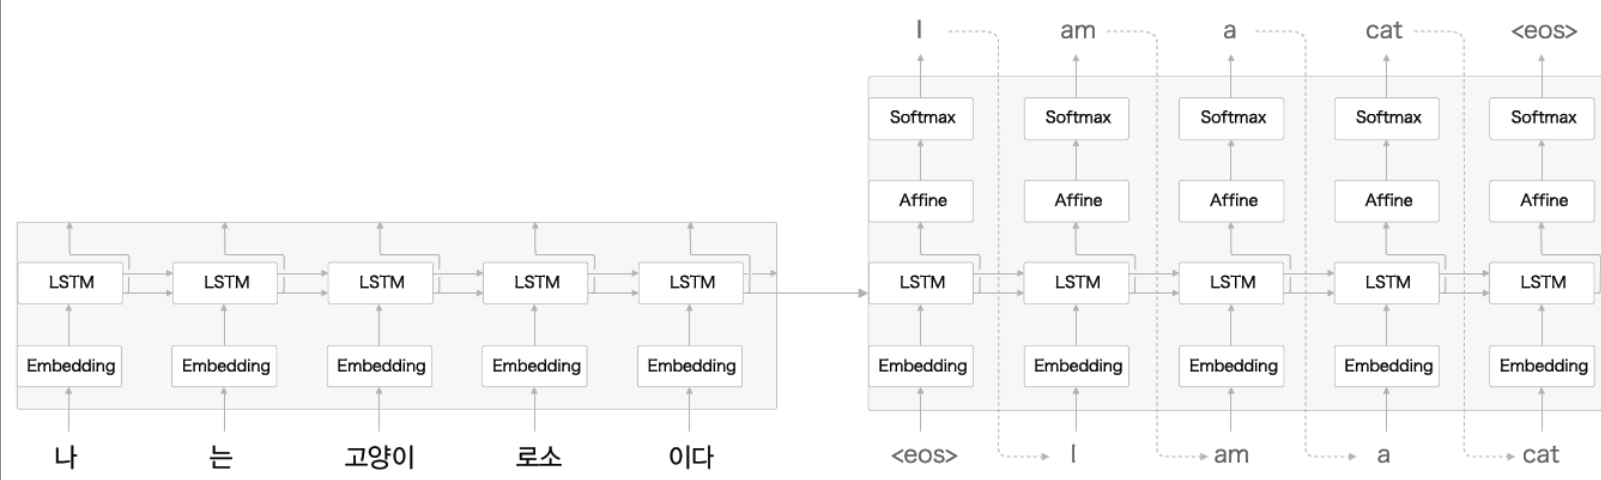 I am a cat <eos>
Softmax Softmax Softmax Softmax Softmax
Affine Affine Affine Affine Affine
LSTM LSTM LSTM LSTM LSTM LSTM LSTM LSTM LSTM LSTM
Embedding Embedding Embedding Embedding Embedding Embedding Embedding Embedding Embedding Embedding
나 는 고양이 로소 이다 <eos> I am a cat